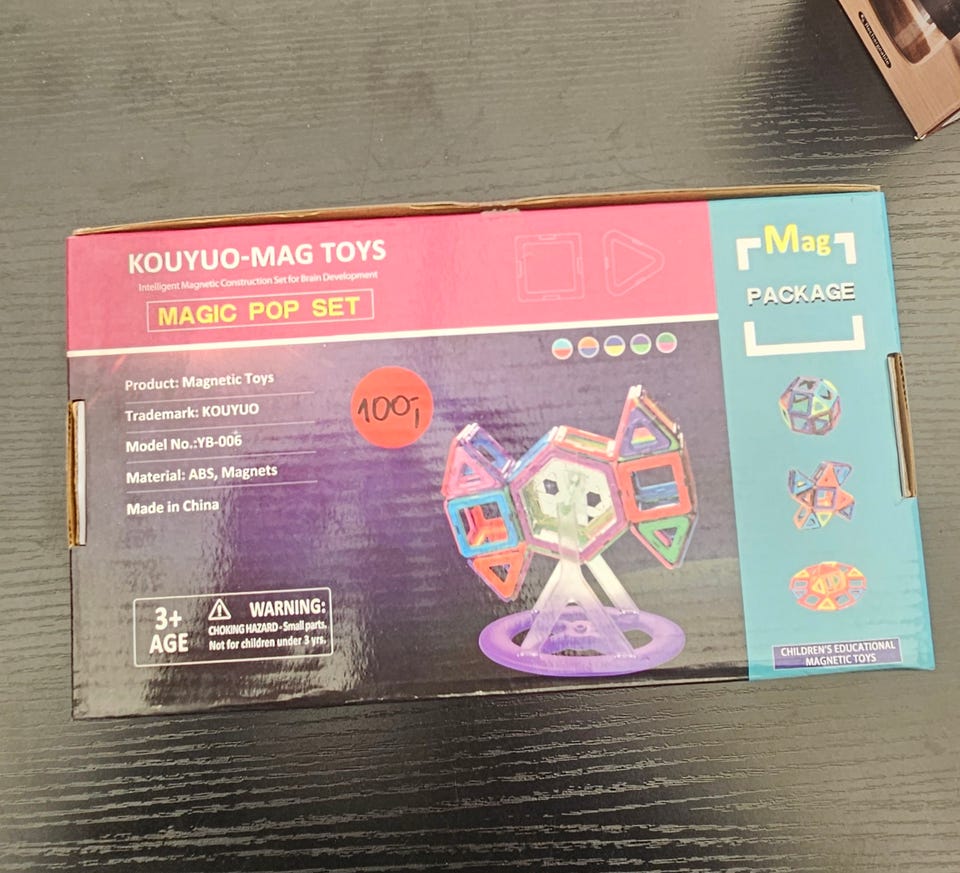 KOUYUO-MAG TOYS
Intelligent Magnetic Construction Set for Brain Development
MAGIC POP SET
Mag
PACKAGE
Product: Magnetic Toys
Trademark: KOUYUO
Model No.:YB-006
Material: ABS, Magnets
Made in China
100,-
3+
AGE
WARNING:
CHOKING HAZARD - Small parts,
Not for children under 3 yrs.
CHILDREN'S EDUCATIONAL
MAGNETIC TOYS